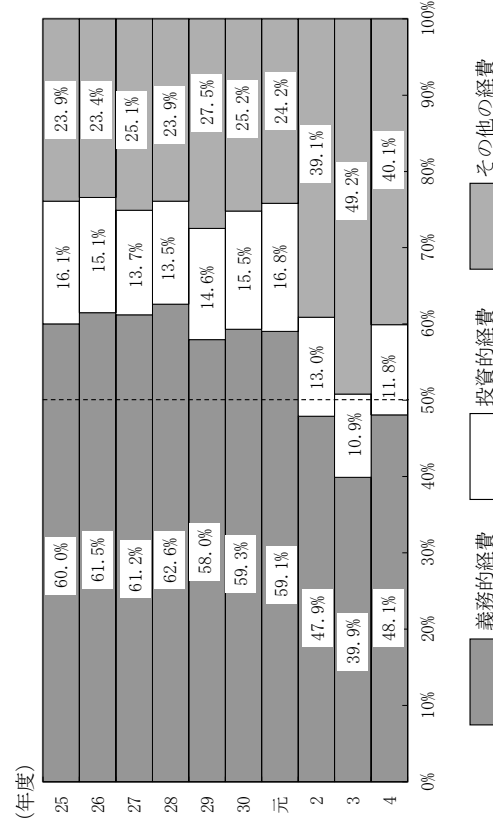 (年度)
25 60.0% 16.1% 23.9%
26 61.5% 15.1% 23.4%
27 61.2% 13.7% 25.1%
28 62.6% 13.5% 23.9%
29 58.0% 14.6% 27.5%
30 59.3% 15.5% 25.2%
元 59.1% 16.8% 24.2%
2 47.9% 13.0% 39.1%
3 39.9% 10.9% 49.2%
4 48.1% 11.8% 40.1%
0% 10% 20% 30% 40% 50% 60% 70% 80% 90% 100%
義務的経費 投資的経費 その他の経費